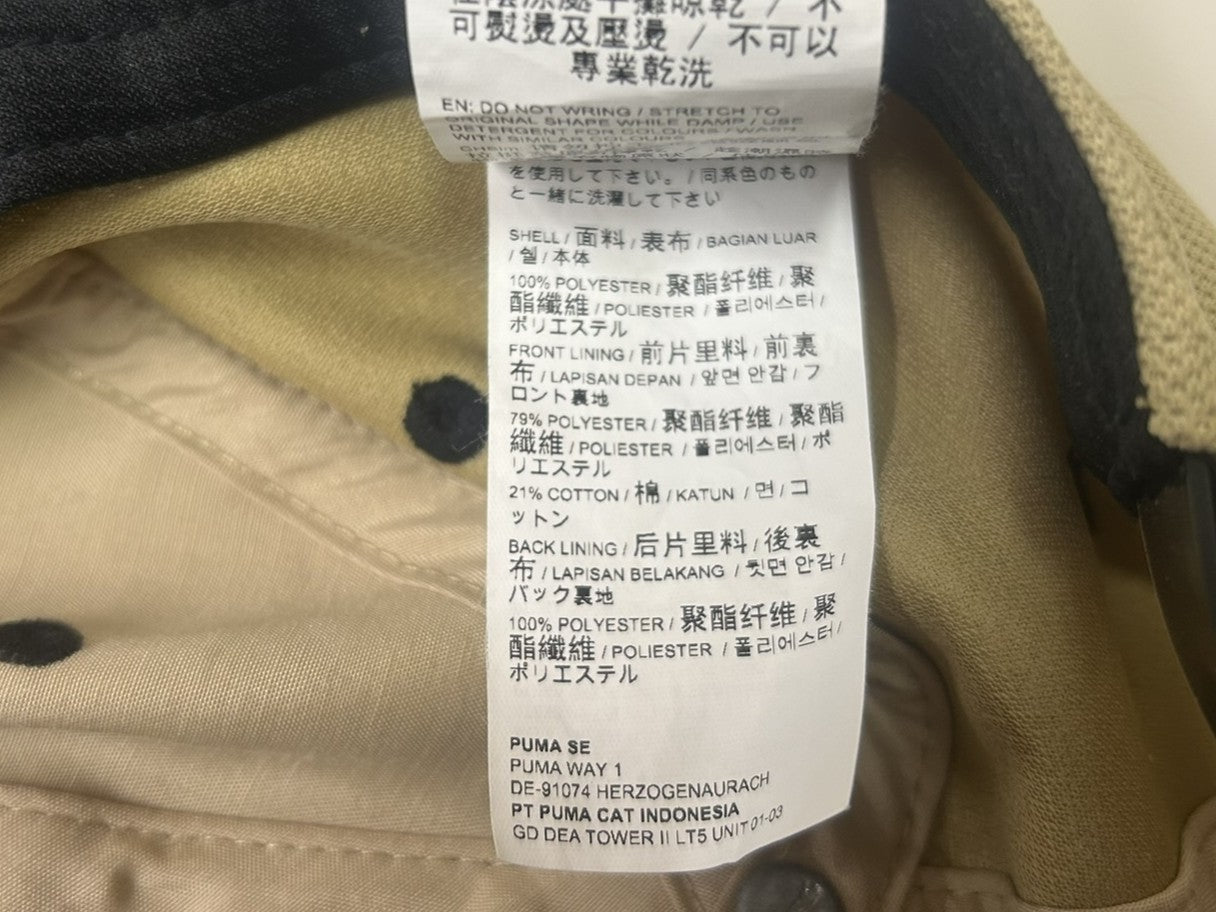 可熨燙及壓燙 / 不可以
專業乾洗
EN: DO NOT WRING / STRETCH TO
ORIGINAL SHAPE WHILE DAMP / USE
DETERGENT FOR COLOURS / WASH
WITH SIMILAR COLOURS
を使用して下さい。 / 同系色のもの
と一緒に洗濯して下さい
SHELL / 面料 / 表布 / BAGIAN LUAR
/ 쉘 / 本体
100% POLYESTER / 聚酯纤维 / 聚
酯纖維 / POLIESTER / 폴리에스터 /
ポリエステル
FRONT LINING / 前片里料 / 前裏
布 / LAPISAN DEPAN / 앞면 안감 / フ
ロント裏地
79% POLYESTER / 聚酯纤维 / 聚酯
纖維 / POLIESTER / 폴리에스터 / ポ
リエステル
21% COTTON / 棉 / KATUN / 면 / コ
ットン
BACK LINING / 后片里料 / 後裏
布 / LAPISAN BELAKANG / 뒷면 안감 /
バック裏地
100% POLYESTER / 聚酯纤维 / 聚
酯纖維 / POLIESTER / 폴리에스터 /
ポリエステル
PUMA SE
PUMA WAY 1
DE-91074 HERZOGENAURACH
PT PUMA CAT INDONESIA
GD DEA TOWER II LT5 UNIT 01-03